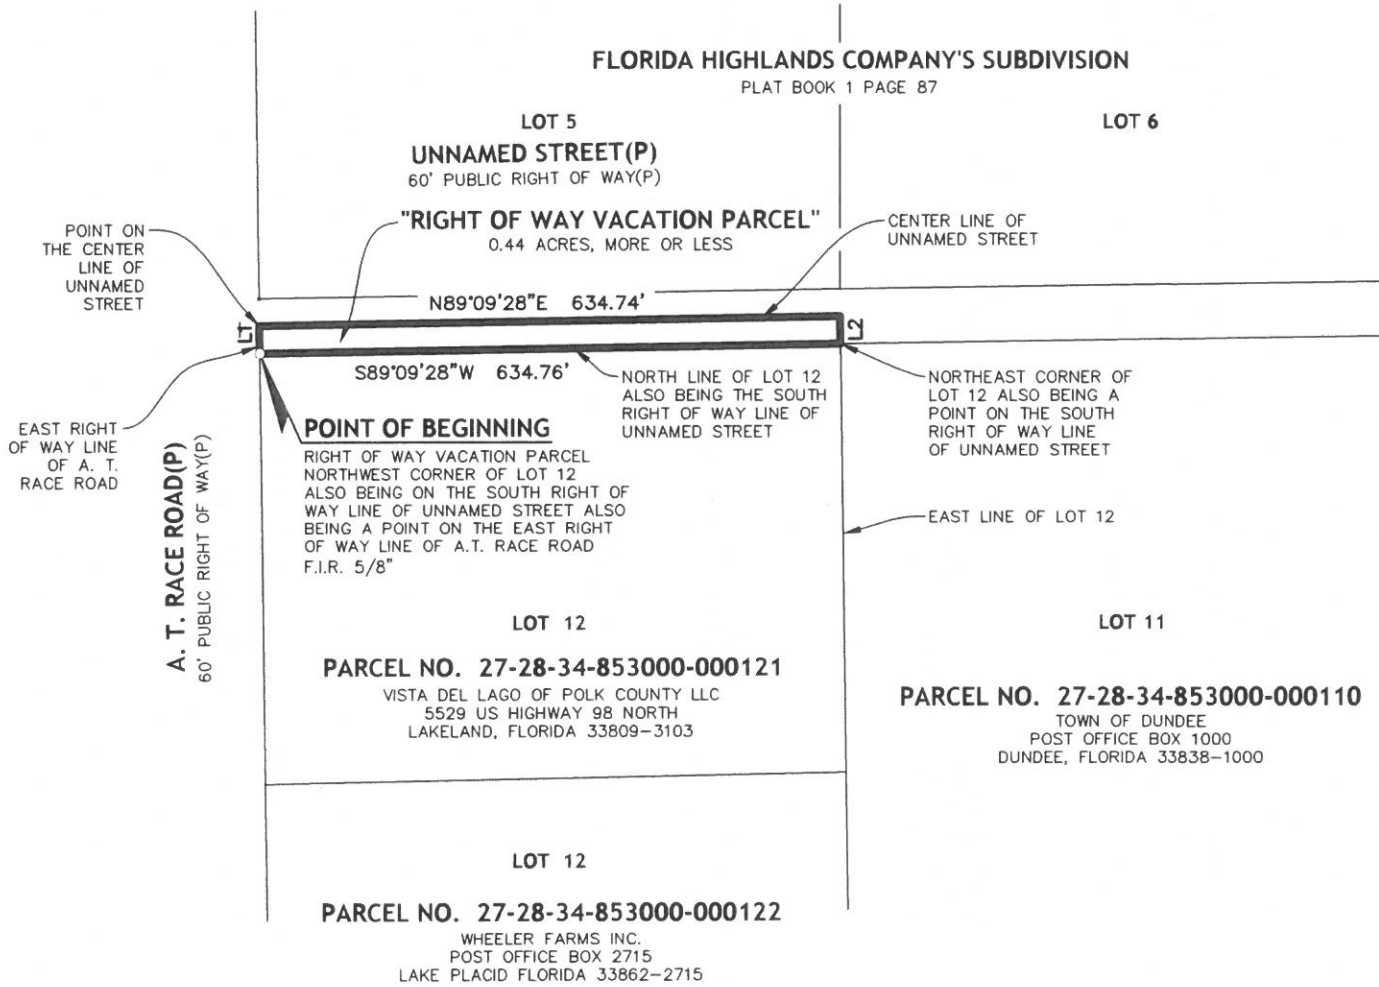 FLORIDA HIGHLANDS COMPANY'S SUBDIVISION
PLAT BOOK 1 PAGE 87
LOT 5
LOT 6
UNNAMED STREET(P)
60' PUBLIC RIGHT OF WAY(P)
"RIGHT OF WAY VACATION PARCEL"
0.44 ACRES, MORE OR LESS
POINT ON
THE CENTER
LINE OF
UNNAMED
STREET
CENTER LINE OF
UNNAMED STREET
N89°09'28"E 634.74'
L1
L2
S89°09'28"W 634.76'
NORTH LINE OF LOT 12
ALSO BEING THE SOUTH
RIGHT OF WAY LINE OF
UNNAMED STREET
NORTHEAST CORNER OF
LOT 12 ALSO BEING A
POINT ON THE SOUTH
RIGHT OF WAY LINE
OF UNNAMED STREET
EAST RIGHT
OF WAY LINE
OF A. T.
RACE ROAD
POINT OF BEGINNING
RIGHT OF WAY VACATION PARCEL
NORTHWEST CORNER OF LOT 12
ALSO BEING ON THE SOUTH RIGHT OF
WAY LINE OF UNNAMED STREET ALSO
BEING A POINT ON THE EAST RIGHT
OF WAY LINE OF A.T. RACE ROAD
F.I.R. 5/8"
A. T. RACE ROAD(P)
60' PUBLIC RIGHT OF WAY(P)
EAST LINE OF LOT 12
LOT 12
PARCEL NO. 27-28-34-853000-000121
VISTA DEL LAGO OF POLK COUNTY LLC
5529 US HIGHWAY 98 NORTH
LAKELAND, FLORIDA 33809-3103
LOT 11
PARCEL NO. 27-28-34-853000-000110
TOWN OF DUNDEE
POST OFFICE BOX 1000
DUNDEE, FLORIDA 33838-1000
LOT 12
PARCEL NO. 27-28-34-853000-000122
WHEELER FARMS INC.
POST OFFICE BOX 2715
LAKE PLACID FLORIDA 33862-2715